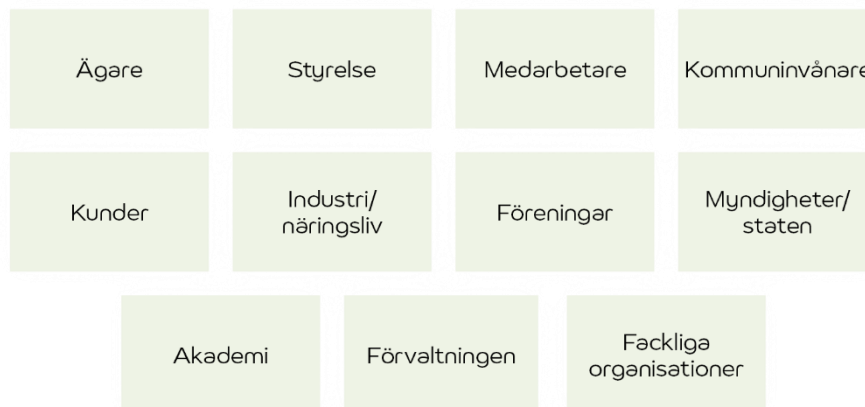 Ägare
Styrelse
Medarbetare
Kommuninvånare
Kunder
Industri/
näringsliv
Föreningar
Myndigheter/
staten
Akademi
Förvaltningen
Fackliga
organisationer